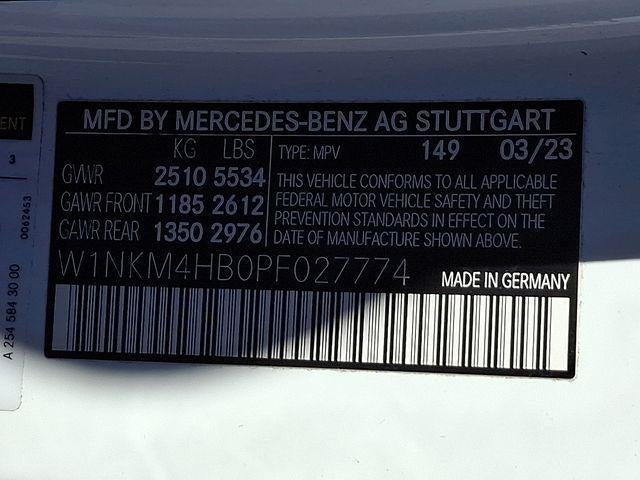 MFD BY MERCEDES-BENZ AG STUTTGART
KG LBS
GVWR 2510 5534
GAWR FRONT 1185 2612
GAWR REAR 1350 2976
TYPE: MPV 149 03/23
THIS VEHICLE CONFORMS TO ALL APPLICABLE
FEDERAL MOTOR VEHICLE SAFETY AND THEFT
PREVENTION STANDARDS IN EFFECT ON THE
DATE OF MANUFACTURE SHOWN ABOVE.
W1NKM4HB0PF027774
MADE IN GERMANY
ENT
3
0062453
A 254 584 30 00